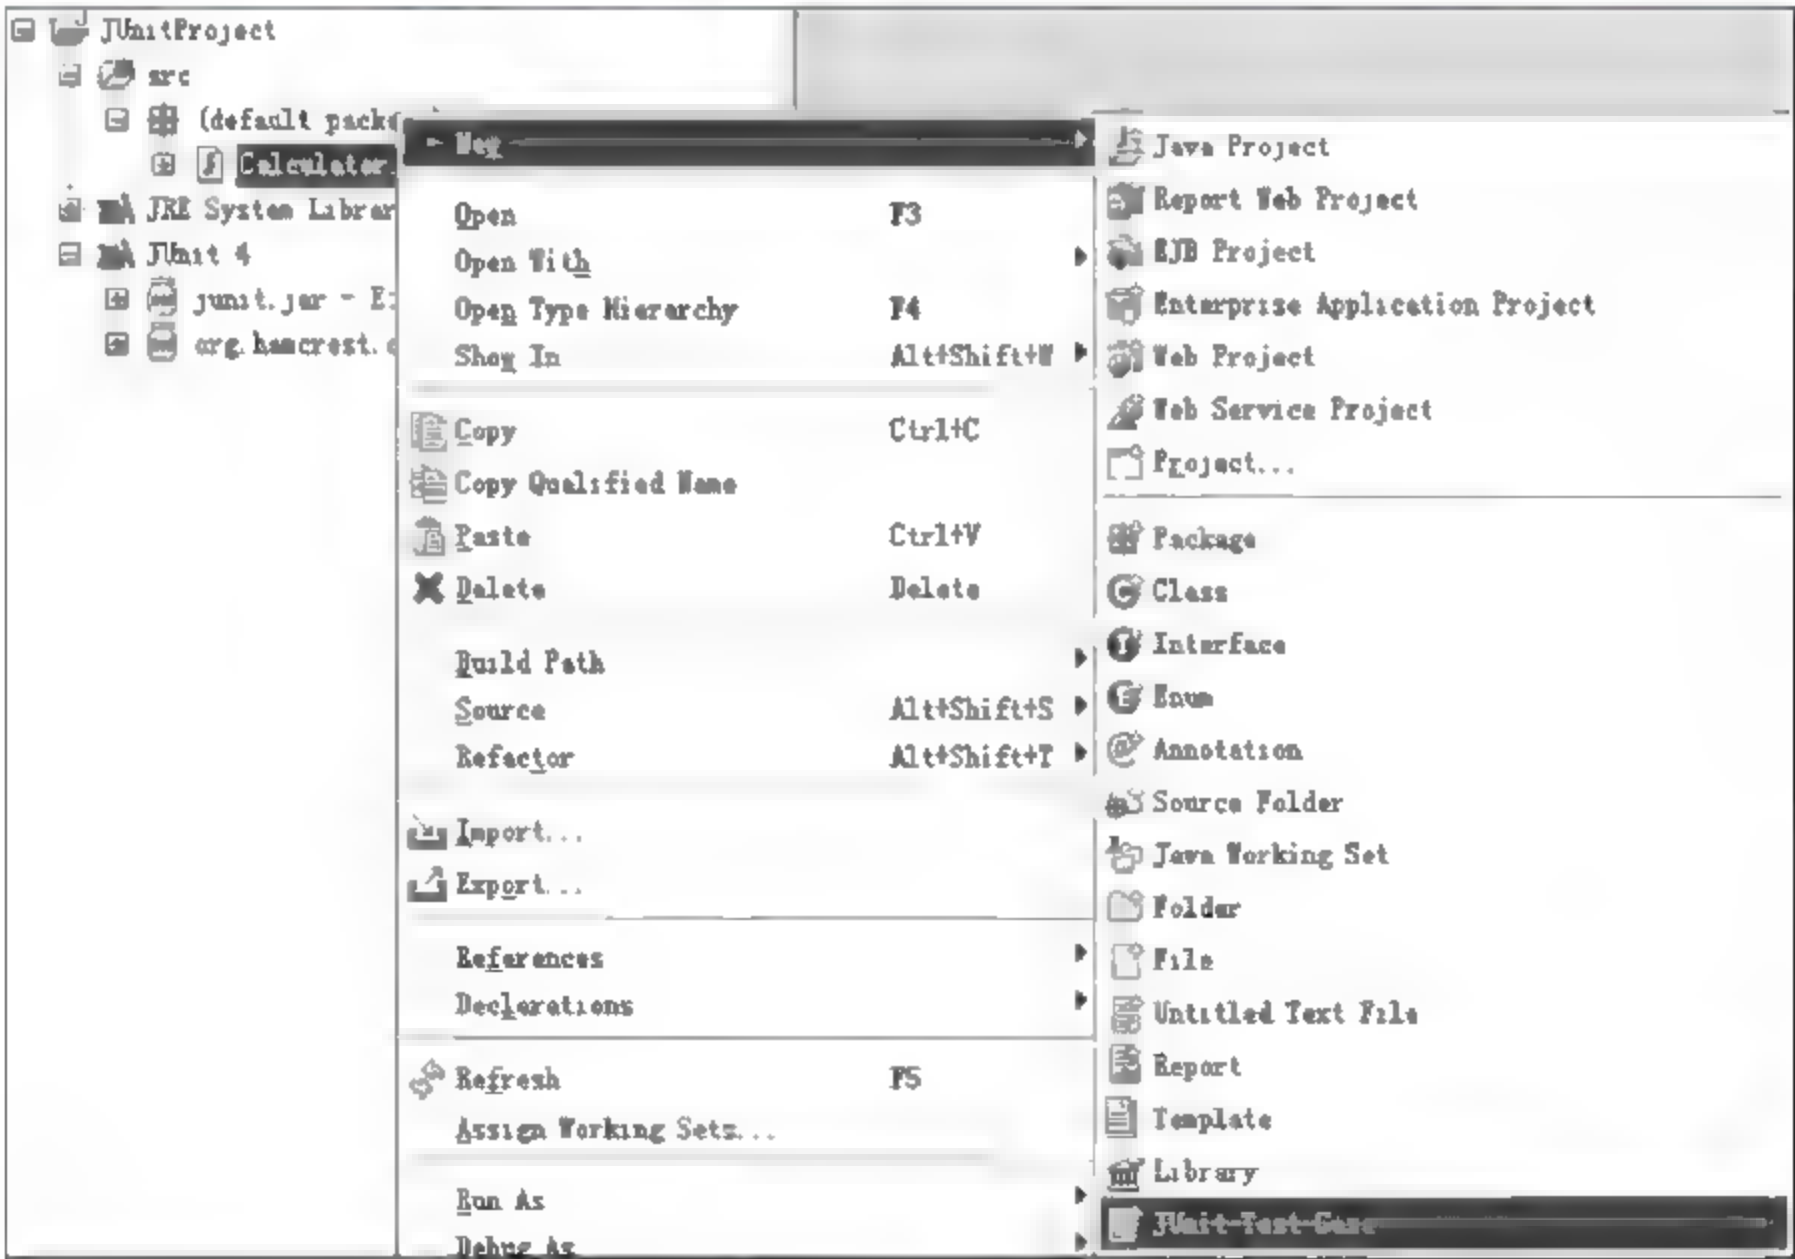 JUnitProject
src
(default packa
Calculator.
JRE System Librar
JUnit 4
junit.jar - E:
org.hamcrest.c
New
Open F3
Open With
Open Type Hierarchy F4
Show In Alt+Shift+W
Copy Ctrl+C
Copy Qualified Name
Paste Ctrl+V
Delete Delete
Build Path
Source Alt+Shift+S
Refactor Alt+Shift+T
Import...
Export...
References
Declarations
Refresh F5
Assign Working Sets...
Run As
Debug As
Java Project
Report Web Project
EJB Project
Enterprise Application Project
Web Project
Web Service Project
Project...
Package
Class
Interface
Enum
Annotation
Source Folder
Java Working Set
Folder
File
Untitled Text File
Report
Template
Library
JUnit Test Case